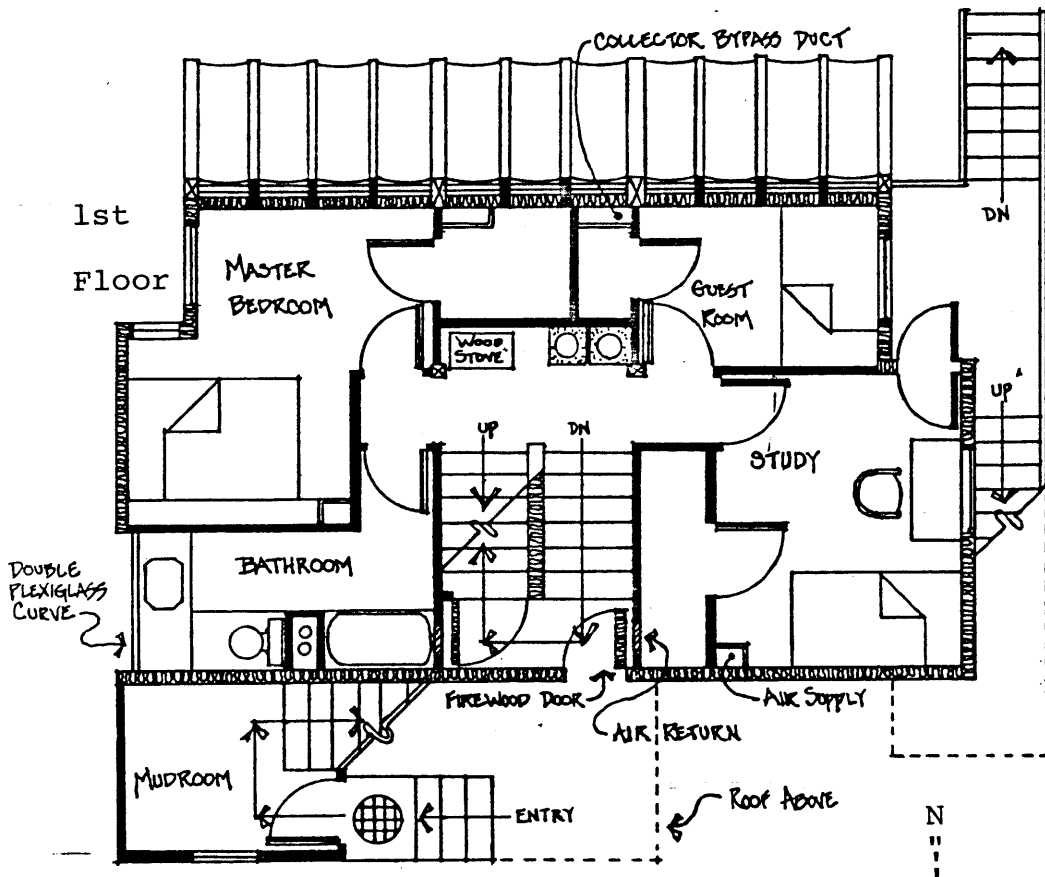 COLLECTOR BYPASS DUCT
1st
Floor
DN
MASTER
BEDROOM
GUEST
ROOM
WOOD
STOVE
UP
UP
DN
STUDY
BATHROOM
DOUBLE
PLEXIGLASS
CURVE
FIREWOOD DOOR
AIR SUPPLY
AIR RETURN
MUDROOM
ROOF ABOVE
ENTRY
N